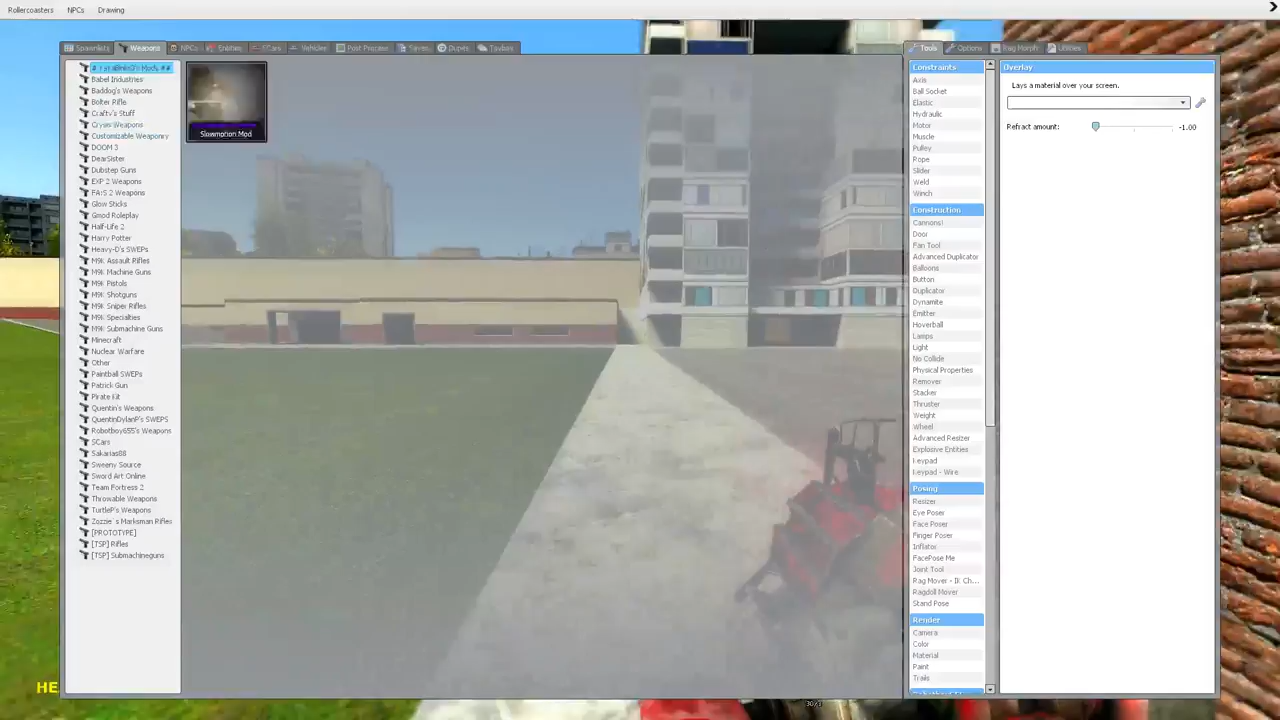 Rollercoasters NPCs Drawing
Spawnlists Weapons NPCs Entities SCars Vehicles Post Process Saves Dupes
Tools Options Rag Morph Utilities
Babel Industries
Baddog's Weapons
Bolter Rifle
Crafty's Stuff
Crysis Weapons
Customizable Weaponry
DOOM 3
DearSister
Dubstep Guns
EXP 2 Weapons
FA:S 2 Weapons
Glow Sticks
Gmod Roleplay
Half-Life 2
Harry Potter
Heavy-D's SWEPs
M9K Assault Rifles
M9K Machine Guns
M9K Pistols
M9K Shotguns
M9K Sniper Rifles
M9K Specialties
M9K Submachine Guns
Minecraft
Nuclear Warfare
Other
Paintball SWEPs
Patrick Gun
Pirate Kit
Quentin's Weapons
QuentinDylanP's SWEPS
Robotboy655's Weapons
SCars
Sakarias88
Sweeny Source
Sword Art Online
Team Fortress 2
Throwable Weapons
TurtleP's Weapons
Zozzie`s Marksman Rifles
[PROTOTYPE]
[TSP] Rifles
[TSP] Submachineguns
Slowmotion Mod
Constraints
Axis
Ball Socket
Elastic
Hydraulic
Motor
Muscle
Pulley
Rope
Slider
Weld
Winch
Construction
Cannons!
Door
Fan Tool
Advanced Duplicator
Balloons
Button
Duplicator
Dynamite
Emitter
Hoverball
Lamps
Light
No Collide
Physical Properties
Remover
Stacker
Thruster
Weight
Wheel
Advanced Resizer
Explosive Entities
Keypad
Keypad - Wire
Posing
Resizer
Eye Poser
Face Poser
Finger Poser
Inflator
FacePose Me
Joint Tool
Rag Mover - IK Ch...
Ragdoll Mover
Stand Pose
Render
Camera
Color
Material
Paint
Trails
Overlay
Lays a material over your screen.
Refract amount: -1.00
HE